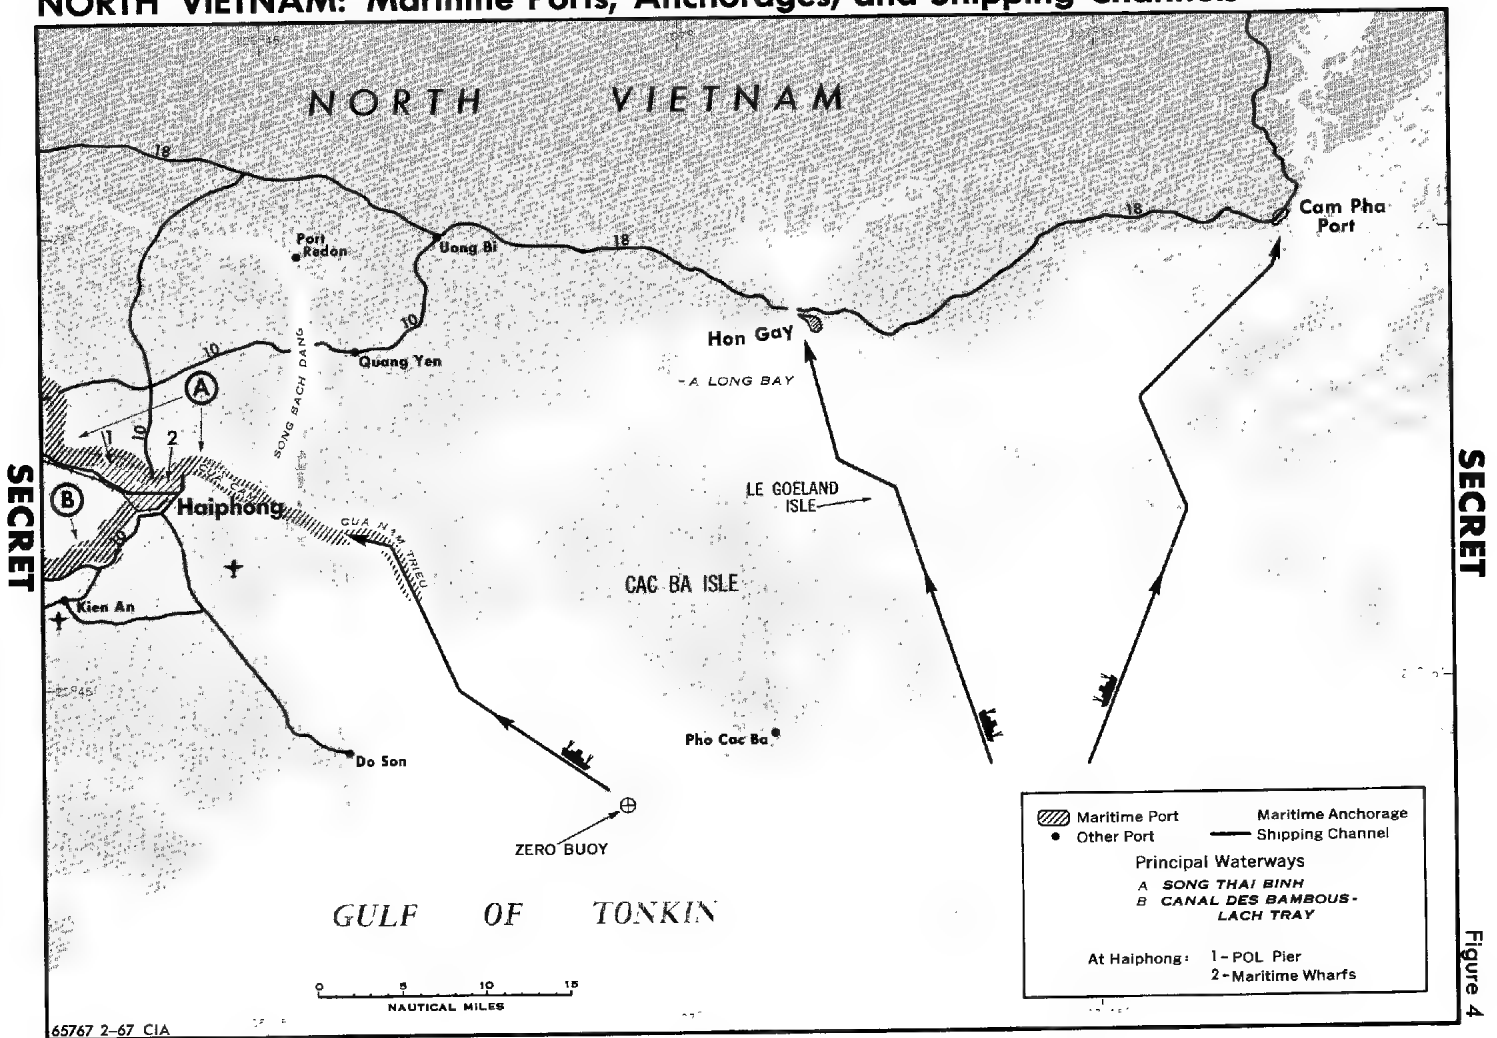 NORTH VIETNAM: Maritime Ports, Anchorages, and Shipping Channels
NORTH VIETNAM
18
Port
Redon
Uong Bi
18
18
Cam Pha
Port
10
10
Quang Yen
Hon Gay
A LONG BAY
SONG BACH DANG
A
1
10
2
CUA CAM
B
Haiphong
CUA NAM TRIEU
10
LE GOELAND
ISLE
CAC BA ISLE
Kien An
Pho Cac Ba
Do Son
ZERO BUOY
GULF OF TONKIN
0 5 10 15
NAUTICAL MILES
Maritime Port
Maritime Anchorage
Other Port
Shipping Channel
Principal Waterways
A SONG THAI BINH
B CANAL DES BAMBOUS-
LACH TRAY
At Haiphong: 1-POL Pier
2-Maritime Wharfs
65767 2-67 CIA
SECRET
SECRET
Figure 4